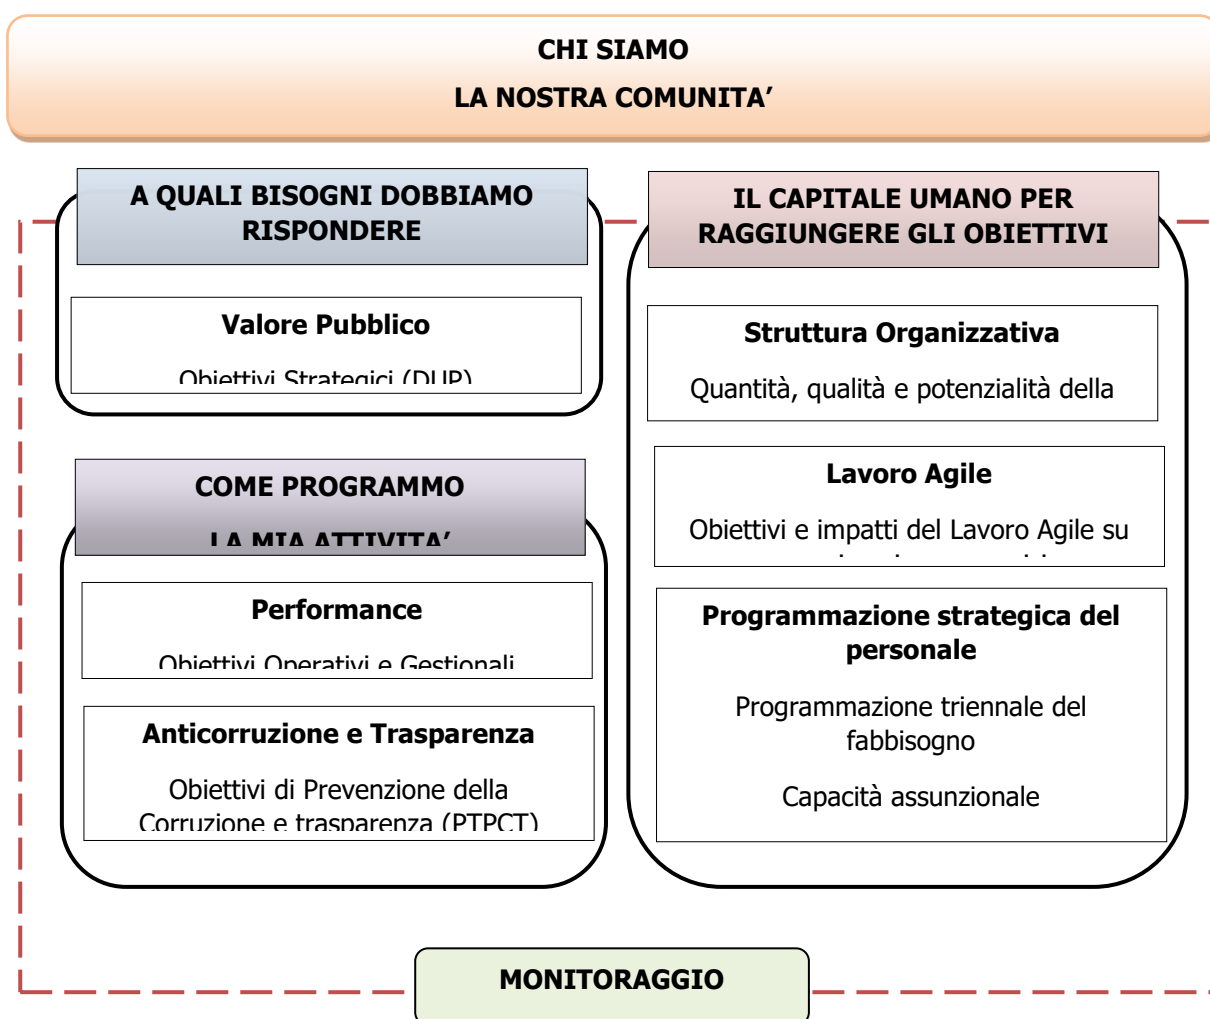 CHI SIAMO
LA NOSTRA COMUNITA’
A QUALI BISOGNI DOBBIAMO
RISPONDERE
Valore Pubblico
Obiettivi Strategici (DUP)
COME PROGRAMMO
LA MIA ATTIVITA’
Performance
Obiettivi Operativi e Gestionali
Anticorruzione e Trasparenza
Obiettivi di Prevenzione della
Corruzione e trasparenza (PTPCT)
IL CAPITALE UMANO PER
RAGGIUNGERE GLI OBIETTIVI
Struttura Organizzativa
Quantità, qualità e potenzialità della
Lavoro Agile
Obiettivi e impatti del Lavoro Agile su
Programmazione strategica del
personale
Programmazione triennale del
fabbisogno
Capacità assunzionale
MONITORAGGIO